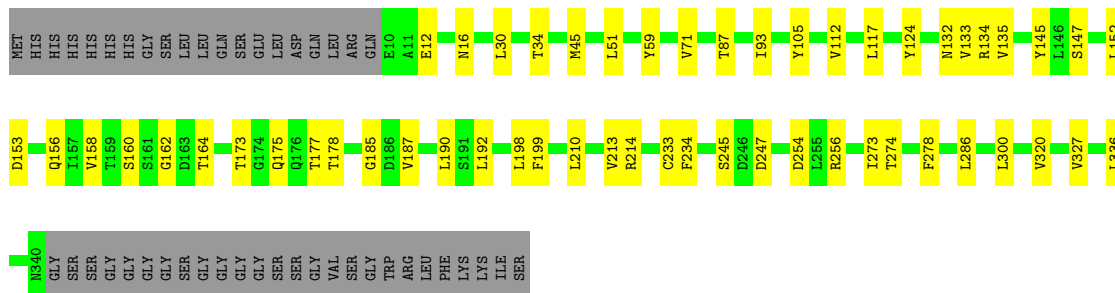 MET HIS HIS HIS HIS HIS HIS GLY SER LEU LEU GLN SER GLU LEU ASP GLN LEU ARG GLN E10 A11 E12 N16 L30 T34 M45 L51 Y59 V71 T87 I93 Y105 V112 L117 Y124 N132 V133 R134 V135 Y145 L146 S147 L152
D153 Q156 I157 V158 T159 S160 S161 G162 D163 T164 T173 G174 Q175 Q176 T177 T178 G185 D186 V187 L190 S191 L192 L198 F199 L210 V213 R214 C233 F234 S245 D246 D247 D254 L255 R256 I273 T274 F278 L286 L300 V320 V327 L336
N340 GLY SER SER GLY GLY GLY GLY SER GLY GLY GLY GLY SER SER GLY VAL SER GLY TRP ARG LEU PHE LYS LYS ILE SER